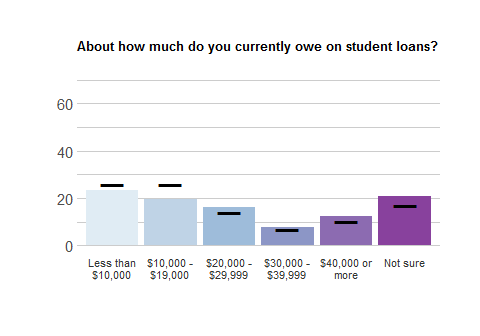 About how much do you currently owe on student loans?
60
40
20
0
Less than $10,000 - $20,000 - $30,000 - $40,000 or Not sure
$10,000 $19,000 $29,999 $39,999 more